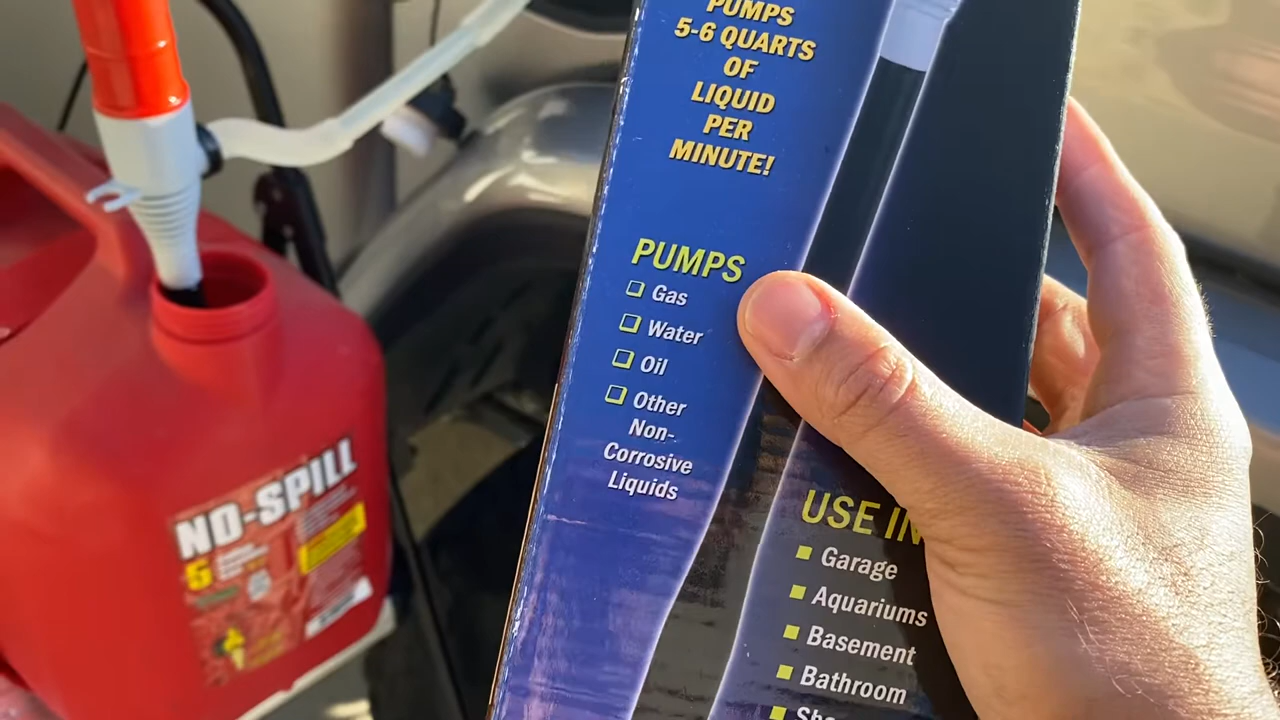 PUMPS
5-6 QUARTS
OF
LIQUID
PER
MINUTE!
PUMPS
Gas
Water
Oil
Other
Non-
Corrosive
Liquids
USE IN
Garage
Aquariums
Basement
Bathroom
NO-SPILL
5